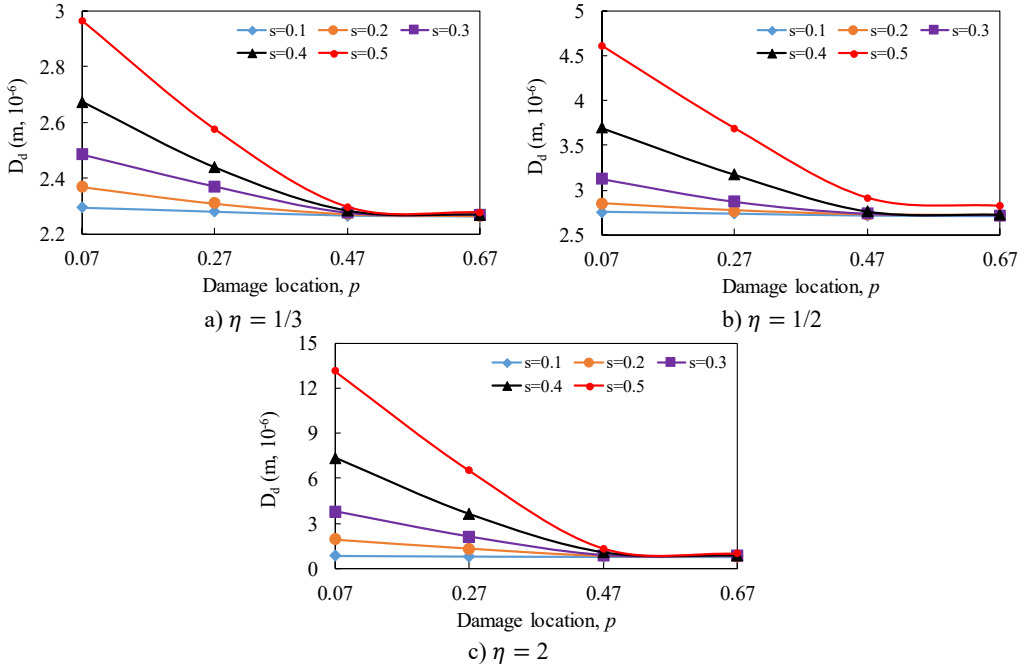 3
2.8
2.6
2.4
2.2
D_d (m, 10⁻⁶)
s=0.1 s=0.2 s=0.3
s=0.4 s=0.5
0.07 0.27 0.47 0.67
Damage location, p
a) η = 1/3
5
4.5
4
3.5
3
2.5
D_d (m, 10⁻⁶)
s=0.1 s=0.2 s=0.3
s=0.4 s=0.5
0.07 0.27 0.47 0.67
Damage location, p
b) η = 1/2
15
12
9
6
3
0
D_d (m, 10⁻⁶)
s=0.1 s=0.2 s=0.3
s=0.4 s=0.5
0.07 0.27 0.47 0.67
Damage location, p
c) η = 2